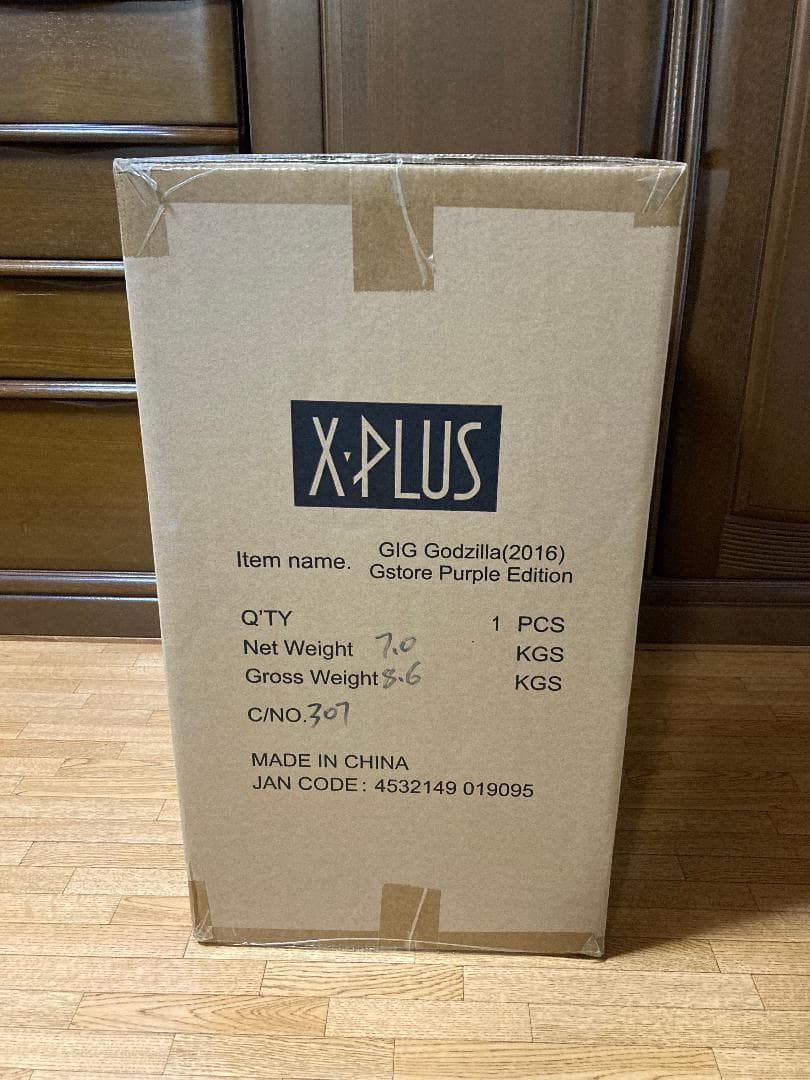 X·PLUS
Item name. GIG Godzilla(2016)
Gstore Purple Edition
Q'TY 1 PCS
Net Weight 7.0 KGS
Gross Weight 8.6 KGS
C/NO. 307
MADE IN CHINA
JAN CODE: 4532149 019095